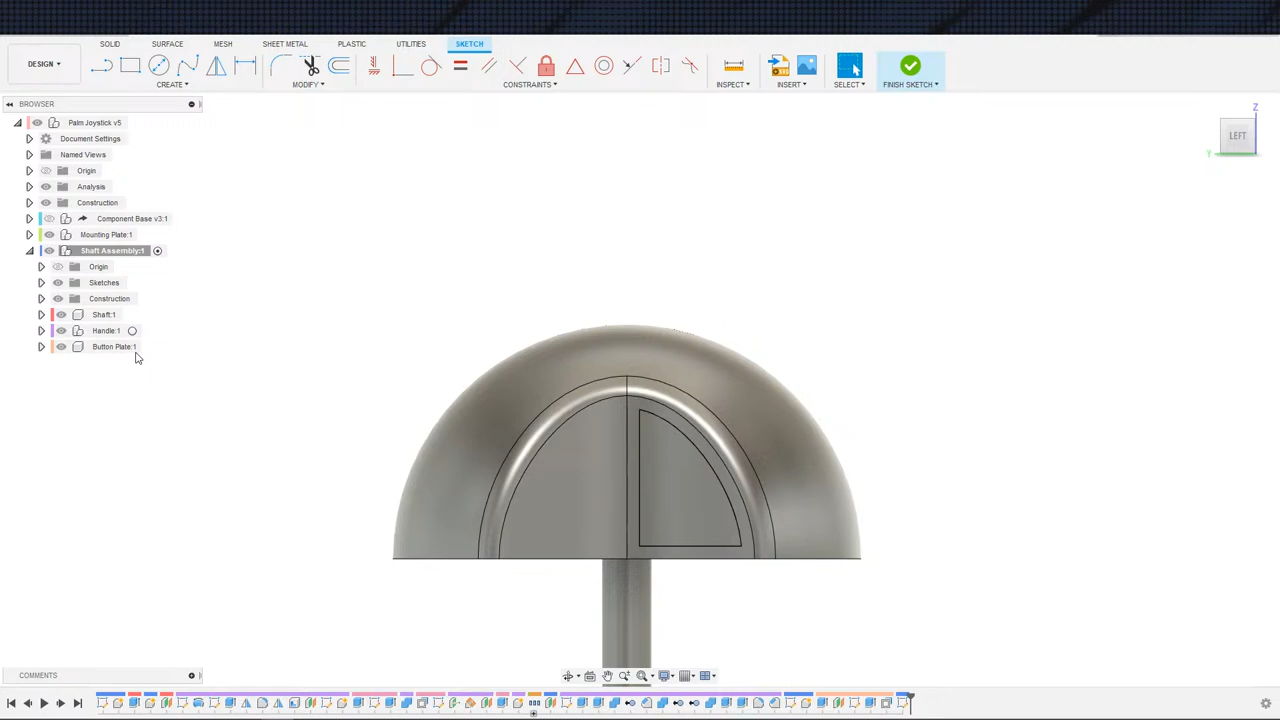 SOLID SURFACE MESH SHEET METAL PLASTIC UTILITIES SKETCH
DESIGN
CREATE MODIFY CONSTRAINTS INSPECT INSERT SELECT FINISH SKETCH
BROWSER
Palm Joystick v5
Document Settings
Named Views
Origin
Analysis
Construction
Component Base v3:1
Mounting Plate:1
Shaft Assembly:1
Origin
Sketches
Construction
Shaft:1
Handle:1
Button Plate:1
Z
LEFT
Y
COMMENTS